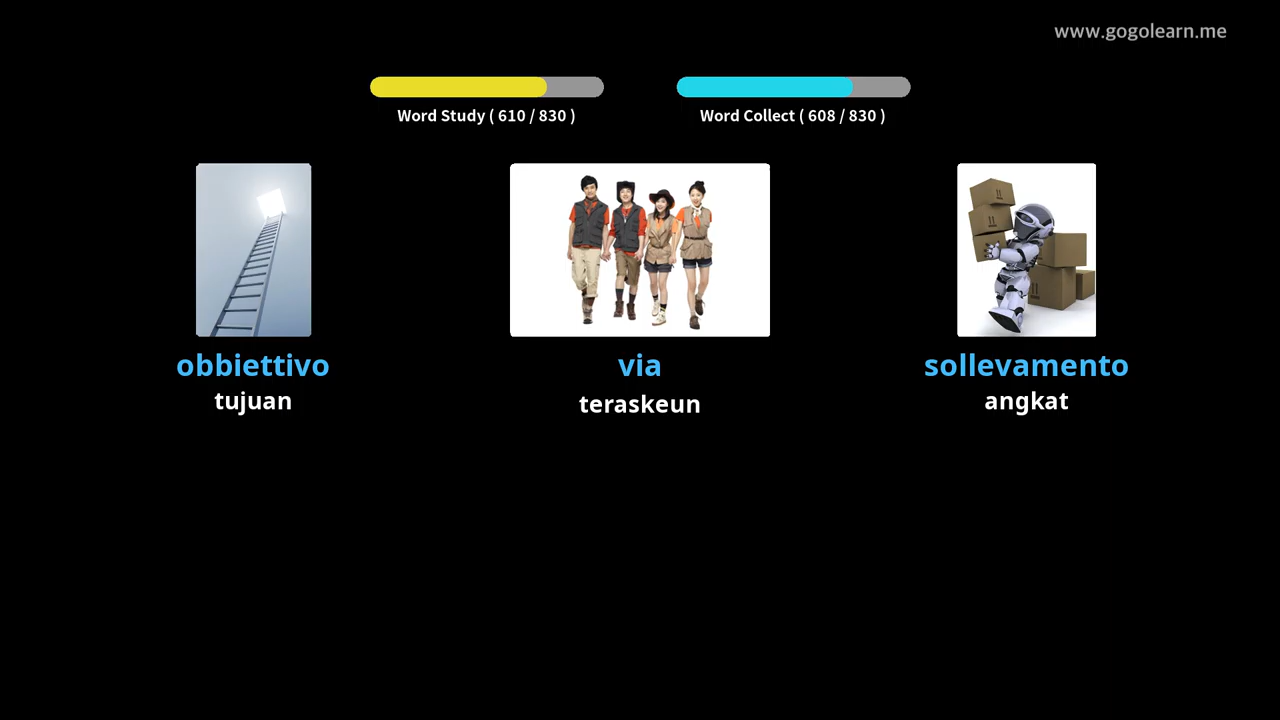 www.gogolearn.me
Word Study ( 610 / 830 )
Word Collect ( 608 / 830 )
obbiettivo
tujuan
via
teraskeun
sollevamento
angkat